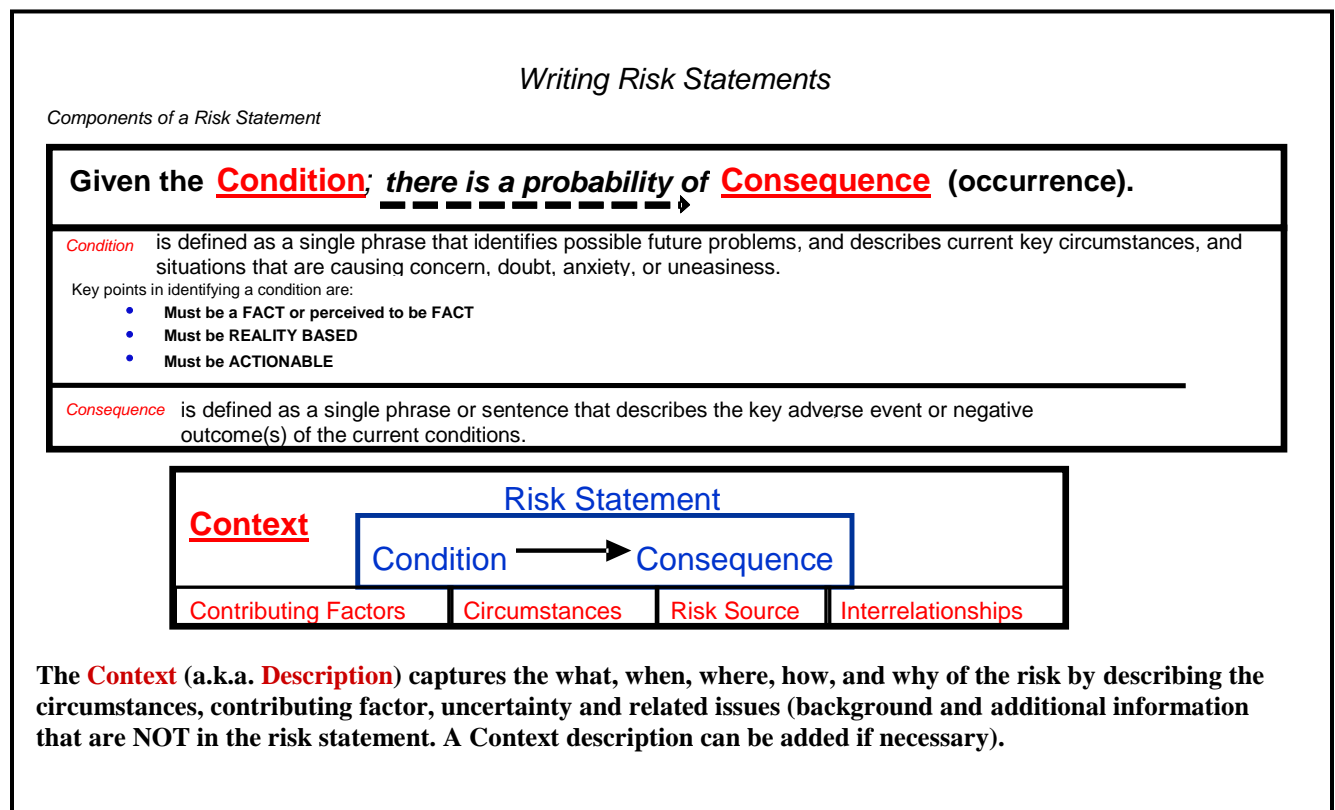 Writing Risk Statements
Components of a Risk Statement
Given the Condition; there is a probability of Consequence (occurrence).
Condition is defined as a single phrase that identifies possible future problems, and describes current key circumstances, and
situations that are causing concern, doubt, anxiety, or uneasiness.
Key points in identifying a condition are:
• Must be a FACT or perceived to be FACT
• Must be REALITY BASED
• Must be ACTIONABLE
Consequence is defined as a single phrase or sentence that describes the key adverse event or negative
outcome(s) of the current conditions.
Risk Statement
Context
Condition Consequence
Contributing Factors Circumstances Risk Source Interrelationships
The Context (a.k.a. Description) captures the what, when, where, how, and why of the risk by describing the
circumstances, contributing factor, uncertainty and related issues (background and additional information
that are NOT in the risk statement. A Context description can be added if necessary).